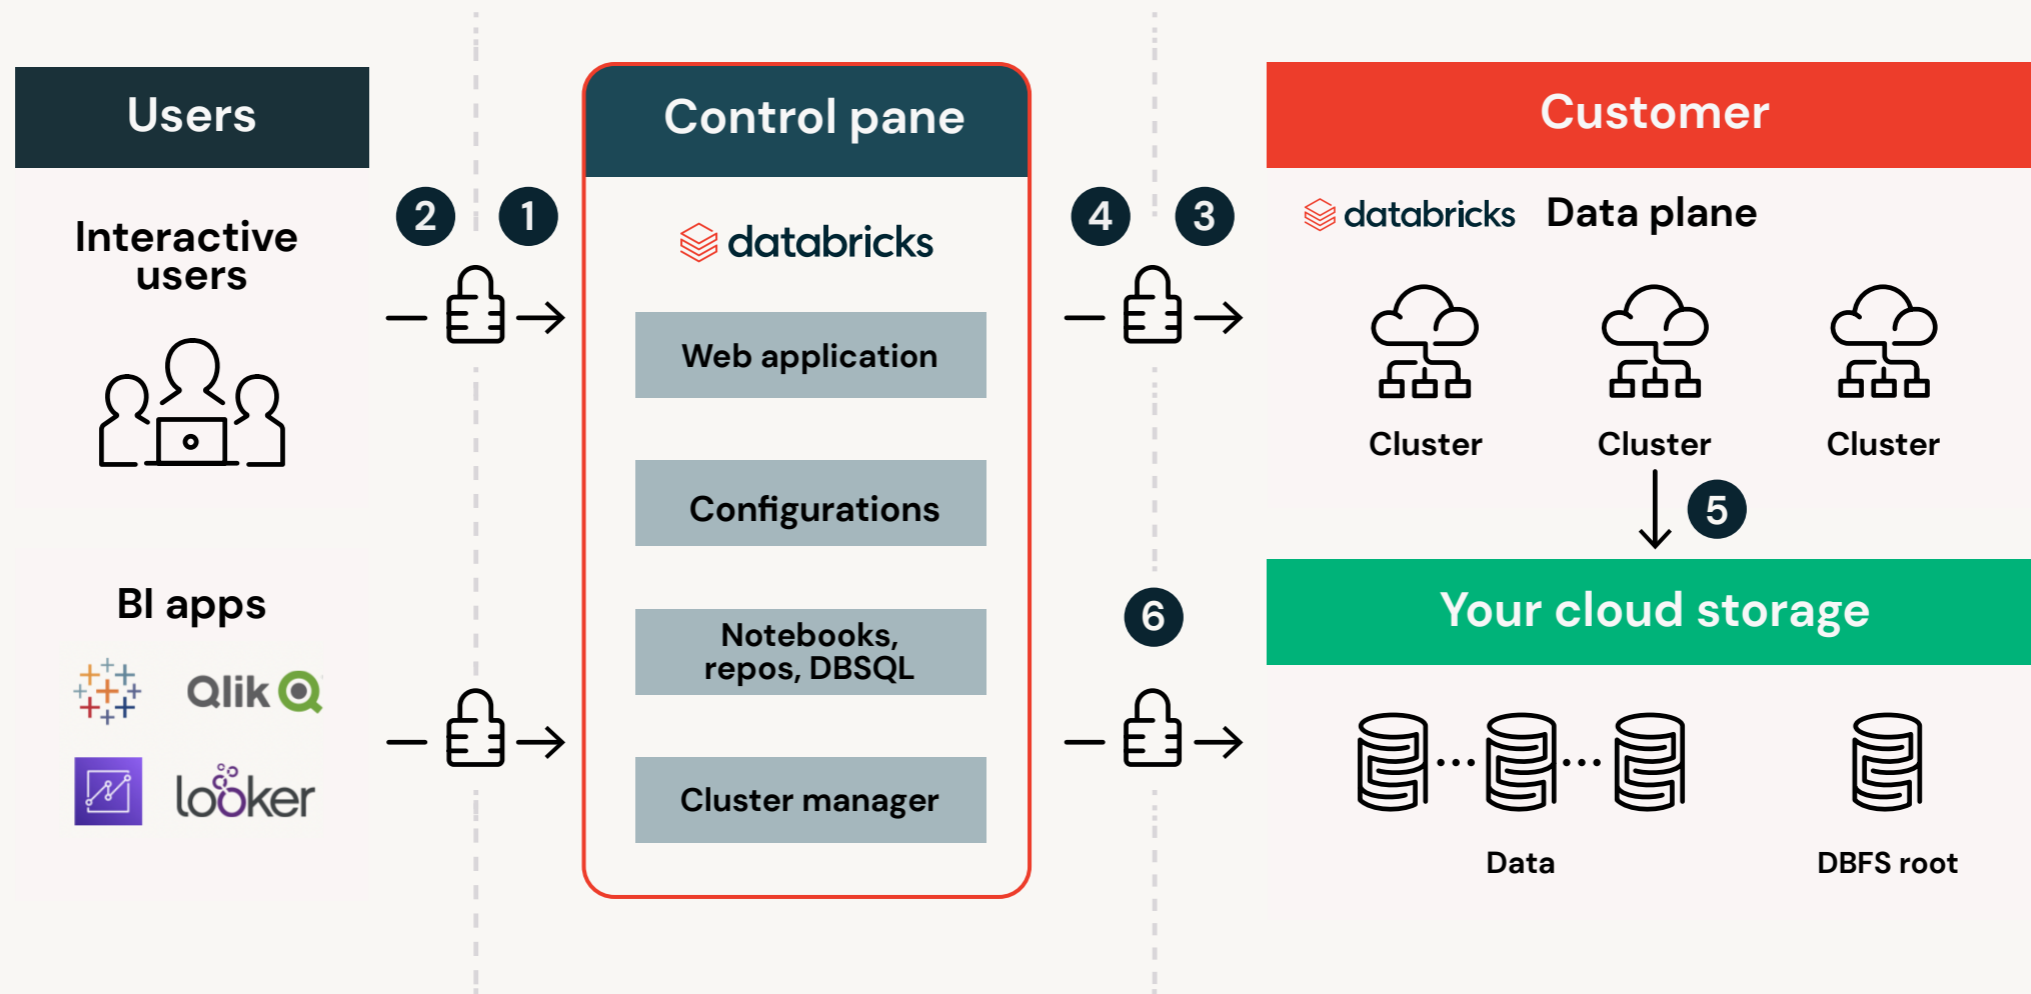 Users
Interactive
users
BI apps
Qlik
looker
2
1
Control pane
databricks
Web application
Configurations
Notebooks,
repos, DBSQL
Cluster manager
4
3
6
Customer
databricks Data plane
Cluster Cluster Cluster
5
Your cloud storage
Data
DBFS root